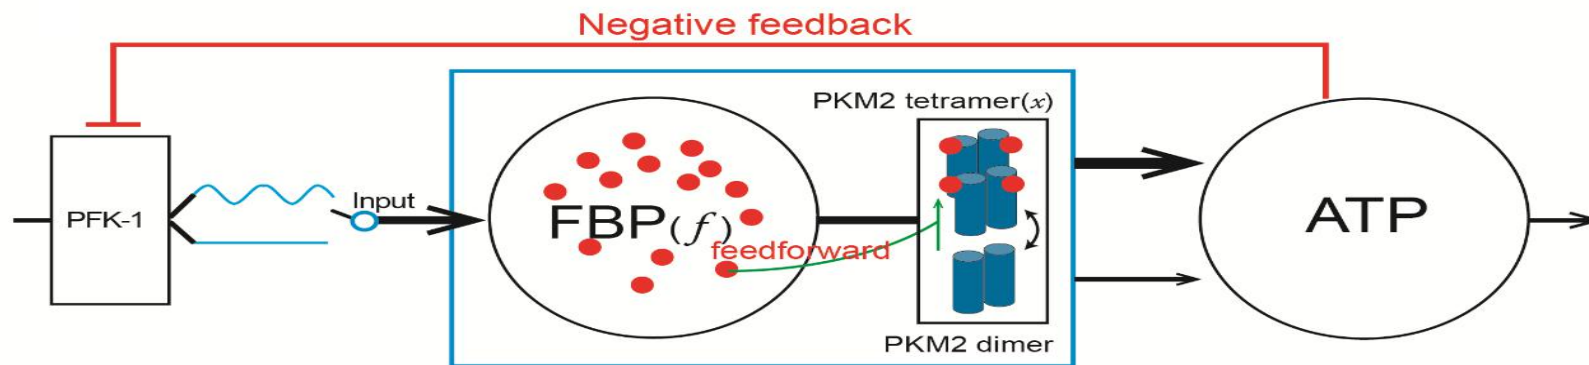 Negative feedback
PKM2 tetramer(x)
PFK-1
Input
FBP(f)
feedforward
ATP
PKM2 dimer